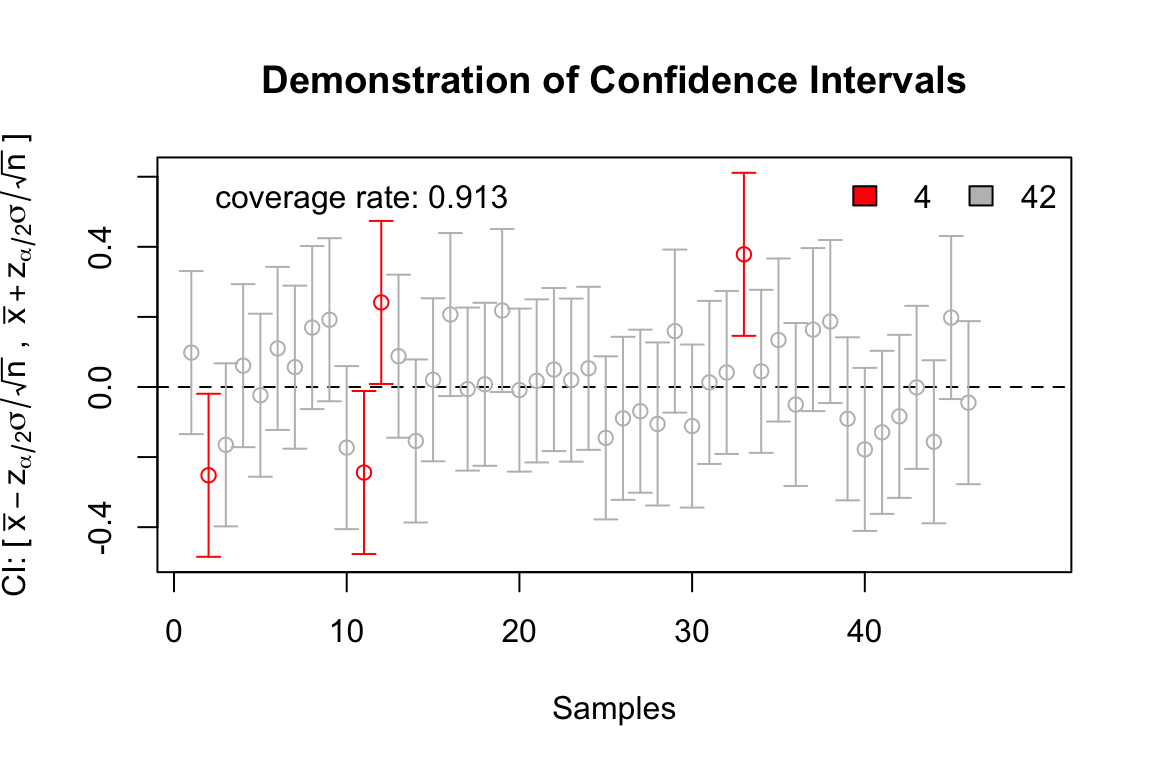 Demonstration of Confidence Intervals
coverage rate: 0.913
4
42
CI: [ x̅ − zα/2σ/√n , x̅ + zα/2σ/√n ]
0.4
0.0
-0.4
0 10 20 30 40
Samples